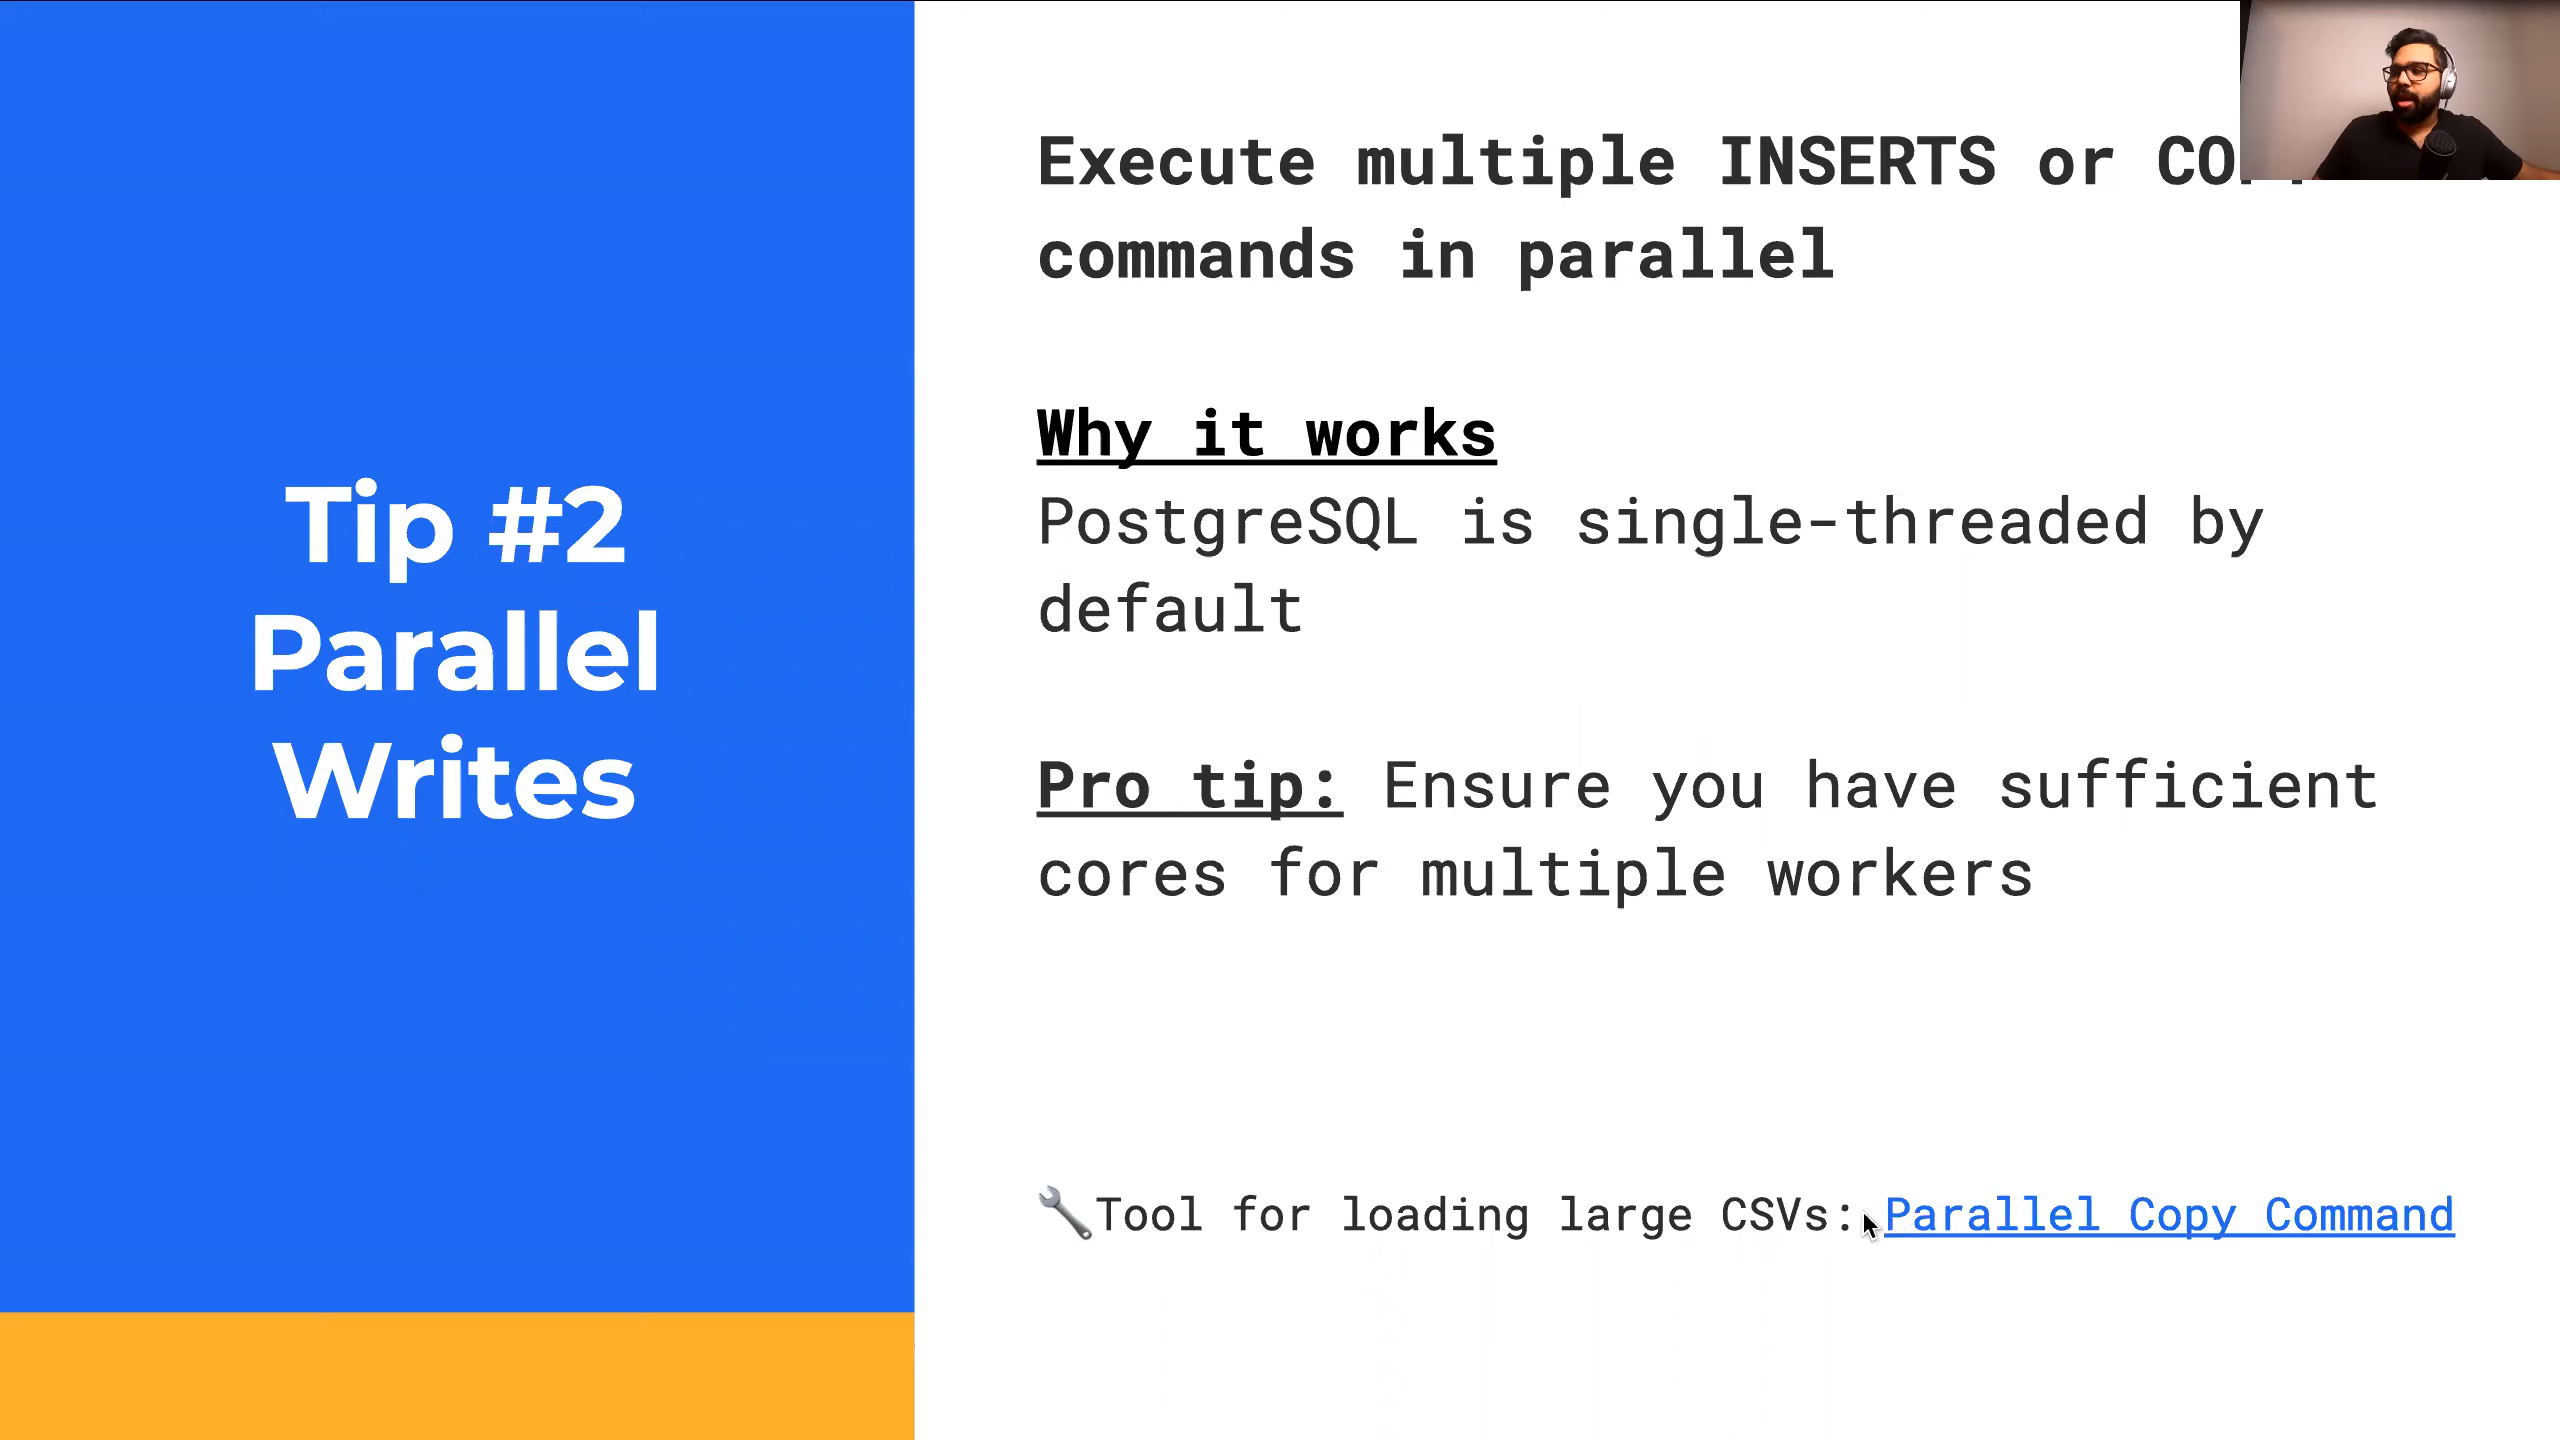 Tip #2
Parallel
Writes
Execute multiple INSERTS or
commands in parallel
Why it works
PostgreSQL is single-threaded by
default
Pro tip: Ensure you have sufficient
cores for multiple workers
🔧Tool for loading large CSVs: Parallel Copy Command